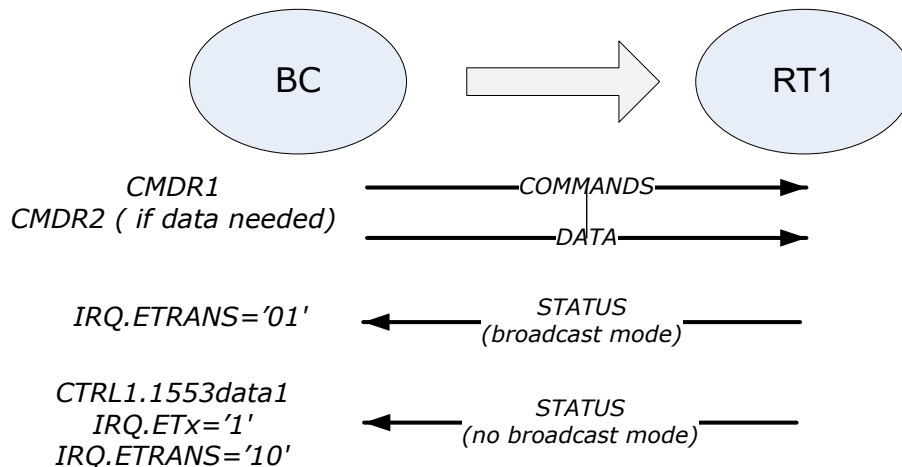 BC
RT1
CMDR1
COMMANDS
CMDR2 ( if data needed)
DATA
IRQ.ETRANS=’01'
STATUS
(broadcast mode)
CTRL1.1553data1
IRQ.ETx=’1'
IRQ.ETRANS=’10'
STATUS
(no broadcast mode)